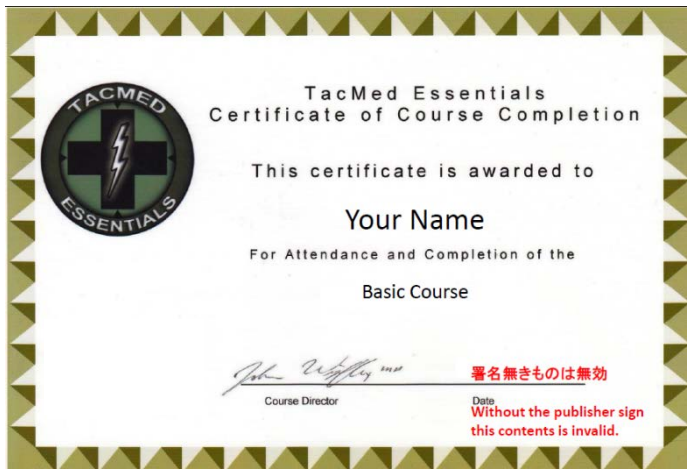 TACMED
ESSENTIALS
TacMed Essentials
Certificate of Course Completion
This certificate is awarded to
Your Name
For Attendance and Completion of the
Basic Course
署名無きものは無効
Course Director
Date
Without the publisher sign
this contents is invalid.